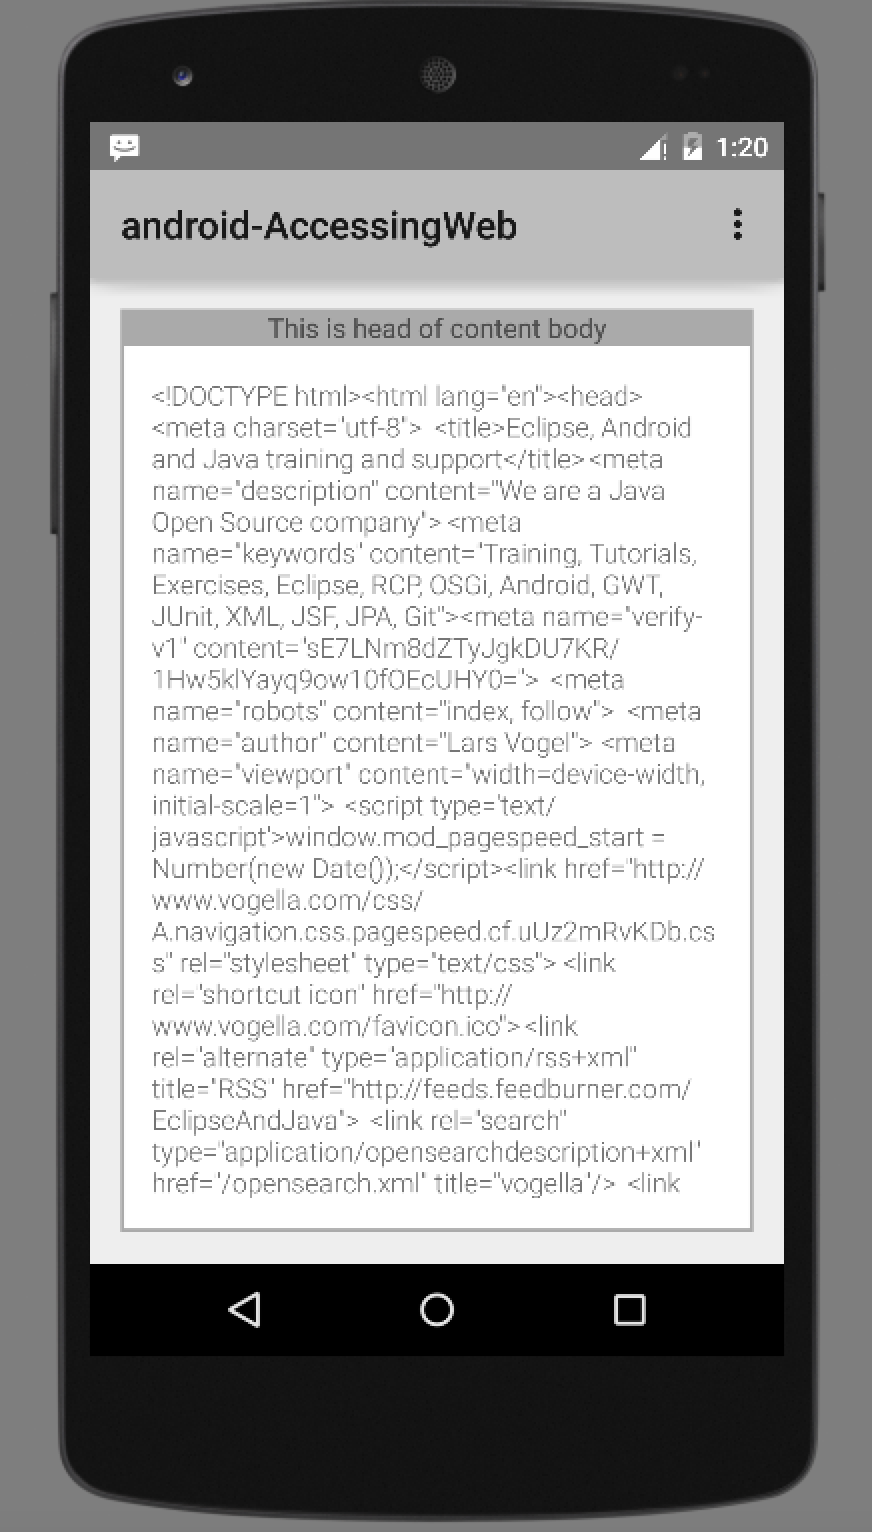 1:20
android-AccessingWeb
This is head of content body
<!DOCTYPE html><html lang="en"><head>
<meta charset="utf-8">  <title>Eclipse, Android
and Java training and support</title><meta
name="description" content="We are a Java
Open Source company"> <meta
name="keywords" content="Training, Tutorials,
Exercises, Eclipse, RCP, OSGi, Android, GWT,
JUnit, XML, JSF, JPA, Git"><meta name="verify-
v1" content="sE7LNm8dZTyJgkDU7KR/
1Hw5klYayq9ow10fOEcUHY0=">  <meta
name="robots" content="index, follow">  <meta
name="author" content="Lars Vogel"> <meta
name="viewport" content="width=device-width,
initial-scale=1">  <script type='text/
javascript'>window.mod_pagespeed_start =
Number(new Date());</script><link href="http://
www.vogella.com/css/
A.navigation.css.pagespeed.cf.uUz2mRvKDb.cs
s" rel="stylesheet" type="text/css"> <link
rel="shortcut icon" href="http://
www.vogella.com/favicon.ico"> <link
rel="alternate" type="application/rss+xml"
title="RSS" href="http://feeds.feedburner.com/
EclipseAndJava">  <link rel="search"
type="application/opensearchdescription+xml"
href="/opensearch.xml" title="vogella"/>  <link